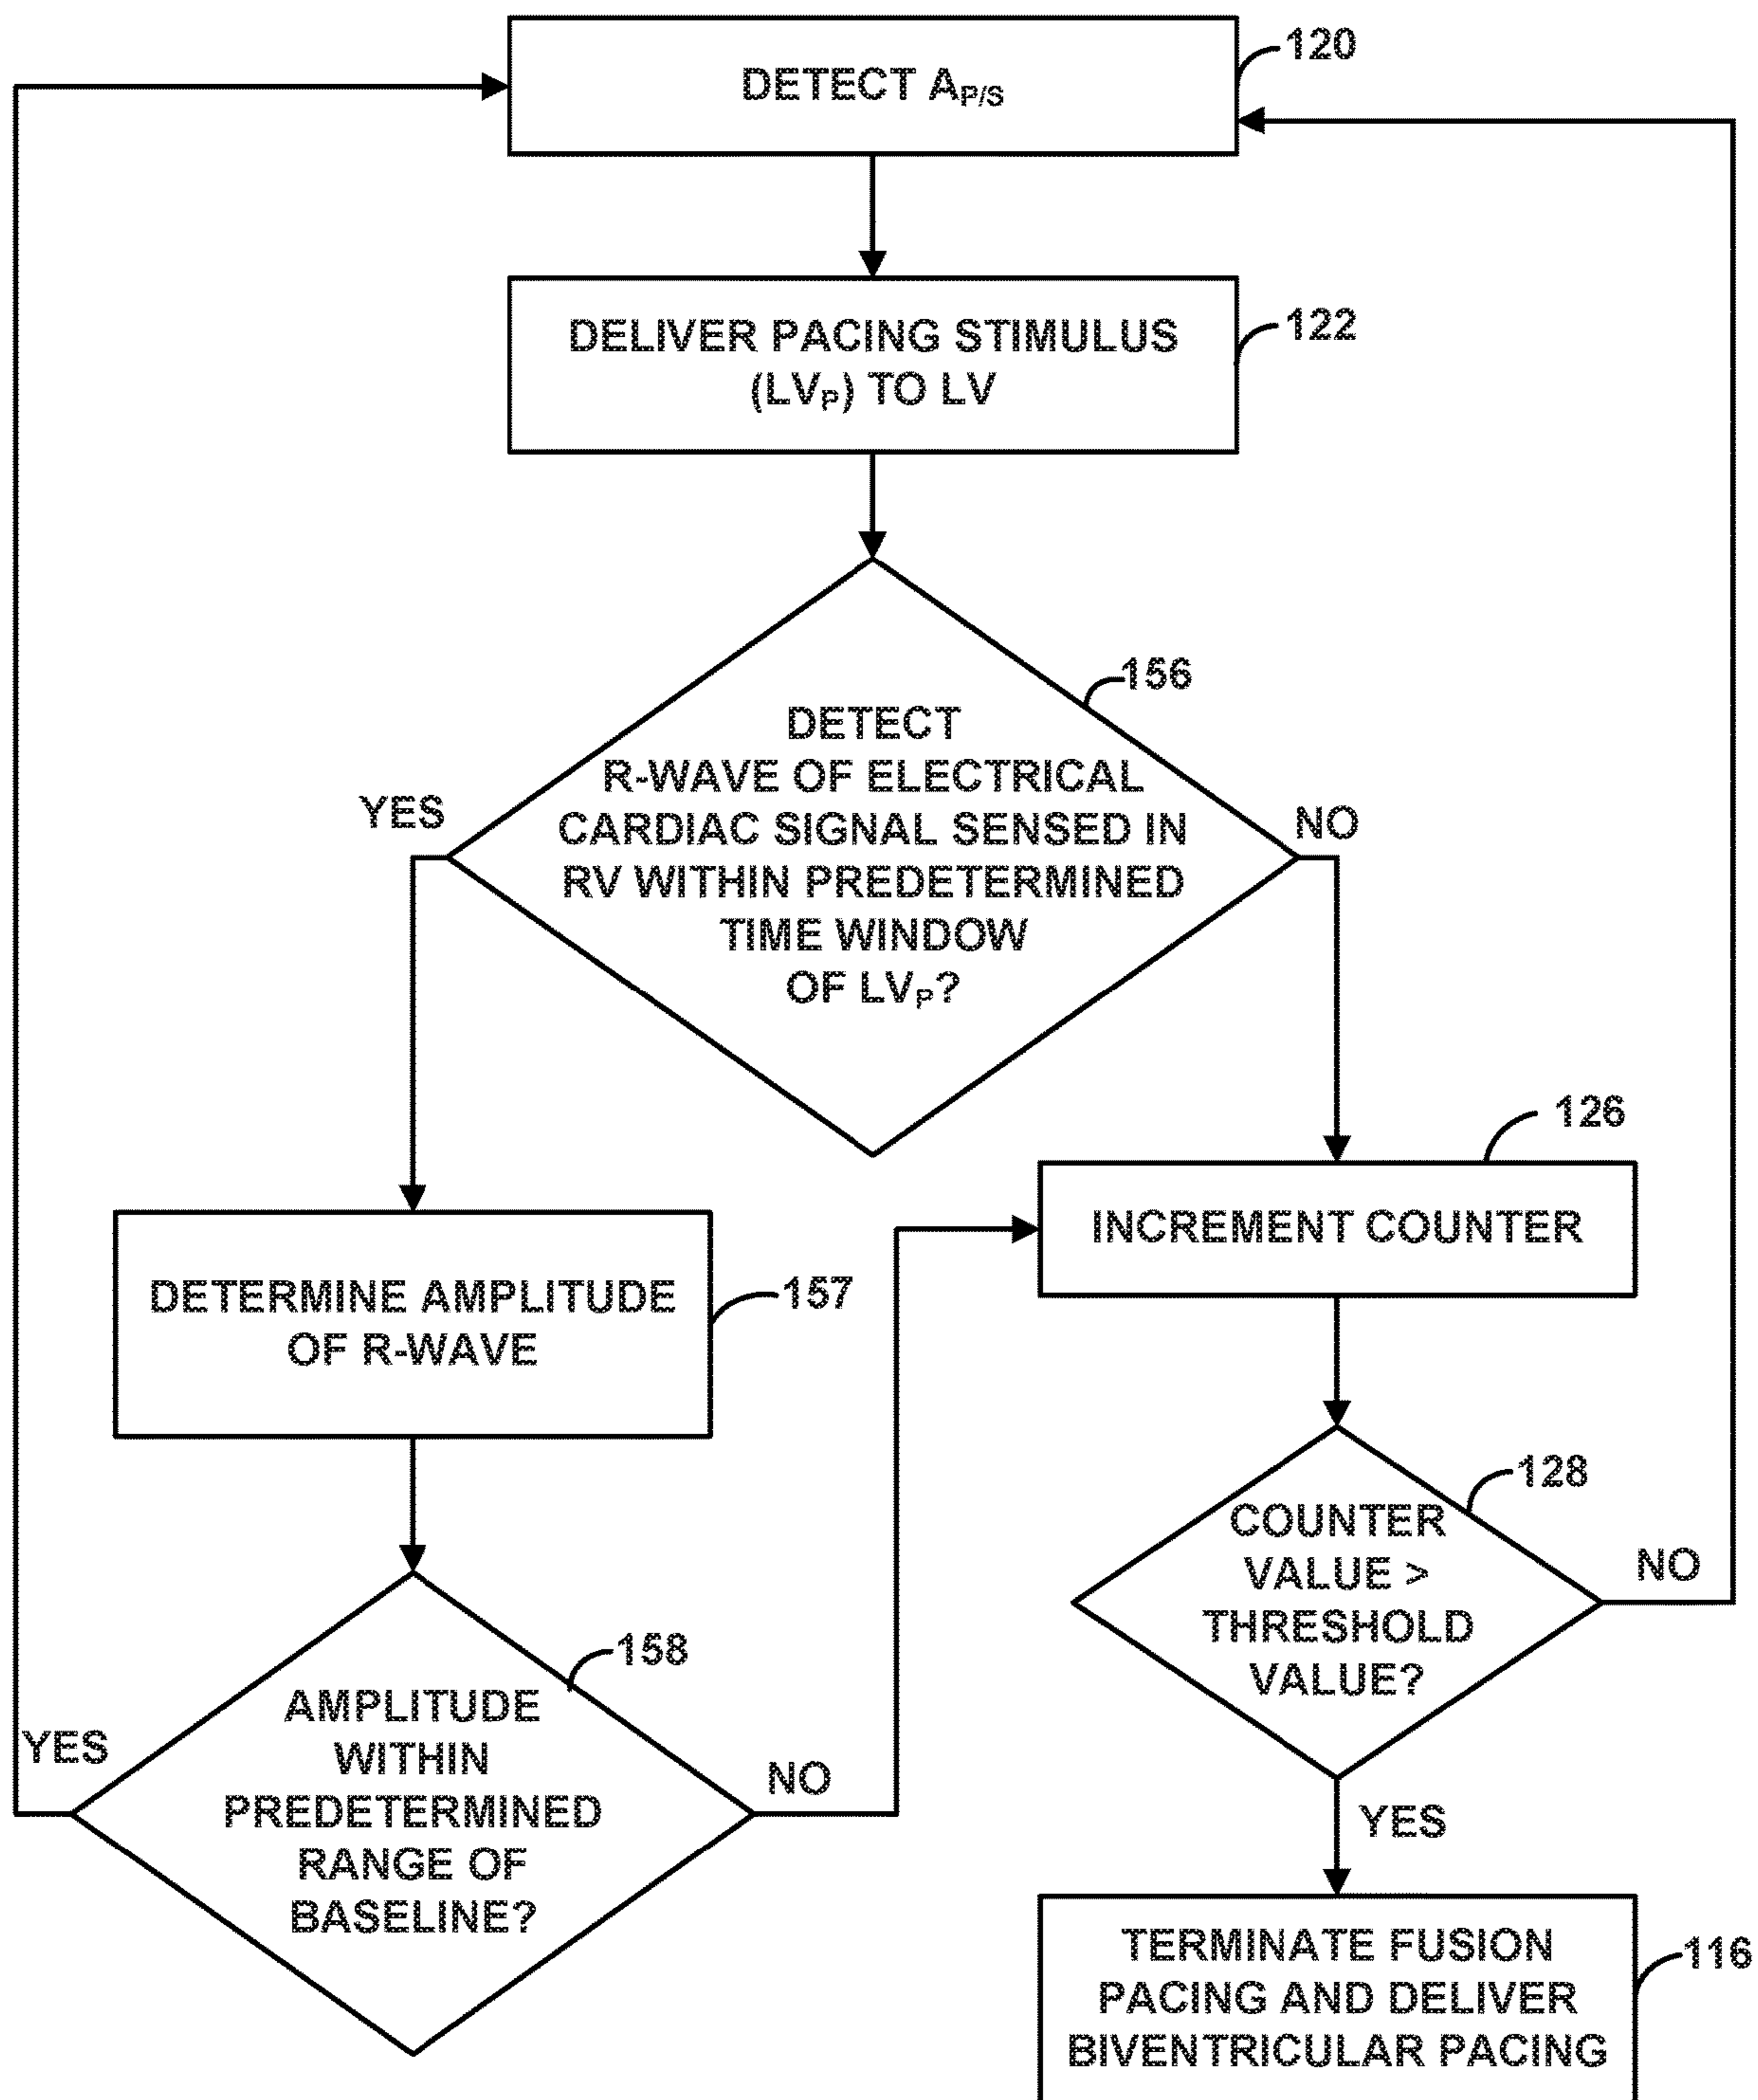 120
DETECT A_P/S
122
DELIVER PACING STIMULUS
(LV_P) TO LV
156
DETECT
R-WAVE OF ELECTRICAL
CARDIAC SIGNAL SENSED IN
RV WITHIN PREDETERMINED
TIME WINDOW
OF LV_P?
YES
NO
126
INCREMENT COUNTER
DETERMINE AMPLITUDE
OF R-WAVE
157
128
COUNTER
VALUE >
THRESHOLD
VALUE?
NO
YES
158
AMPLITUDE
WITHIN
PREDETERMINED
RANGE OF
BASELINE?
YES
NO
TERMINATE FUSION
PACING AND DELIVER
BIVENTRICULAR PACING
116